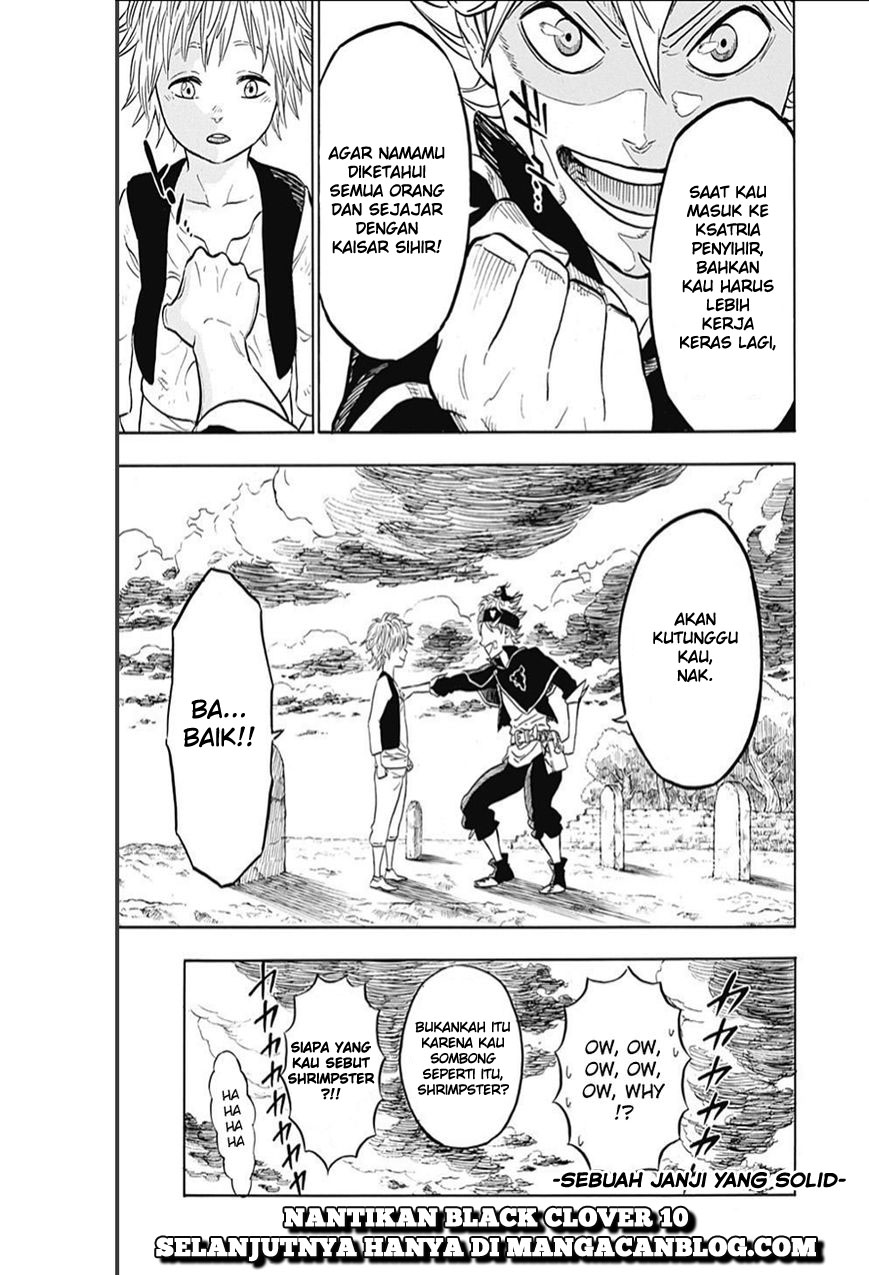 SAAT KAU
MASUK KE
KSATRIA
PENYIHIR,
BAHKAN
KAU HARUS
LEBIH
KERJA
KERAS LAGI,
AGAR NAMAMU
DIKETAHUI
SEMUA ORANG
DAN SEJAJAR
DENGAN
KAISAR SIHIR!
AKAN
KUTUNGGU
KAU,
NAK.
BA...
BAIK!!
OW, OW,
OW, OW,
OW, WHY
!?
BUKANKAH ITU
KARENA KAU
SOMBONG
SEPERTI ITU,
SHRIMPSTER?
SIAPA YANG
KAU SEBUT
SHRIMPSTER
?!!
HA
HA
HA
HA
-SEBUAH JANJI YANG SOLID-
NANTIKAN BLACK CLOVER 10
SELANJUTNYA HANYA DI MANGACANBLOG.COM